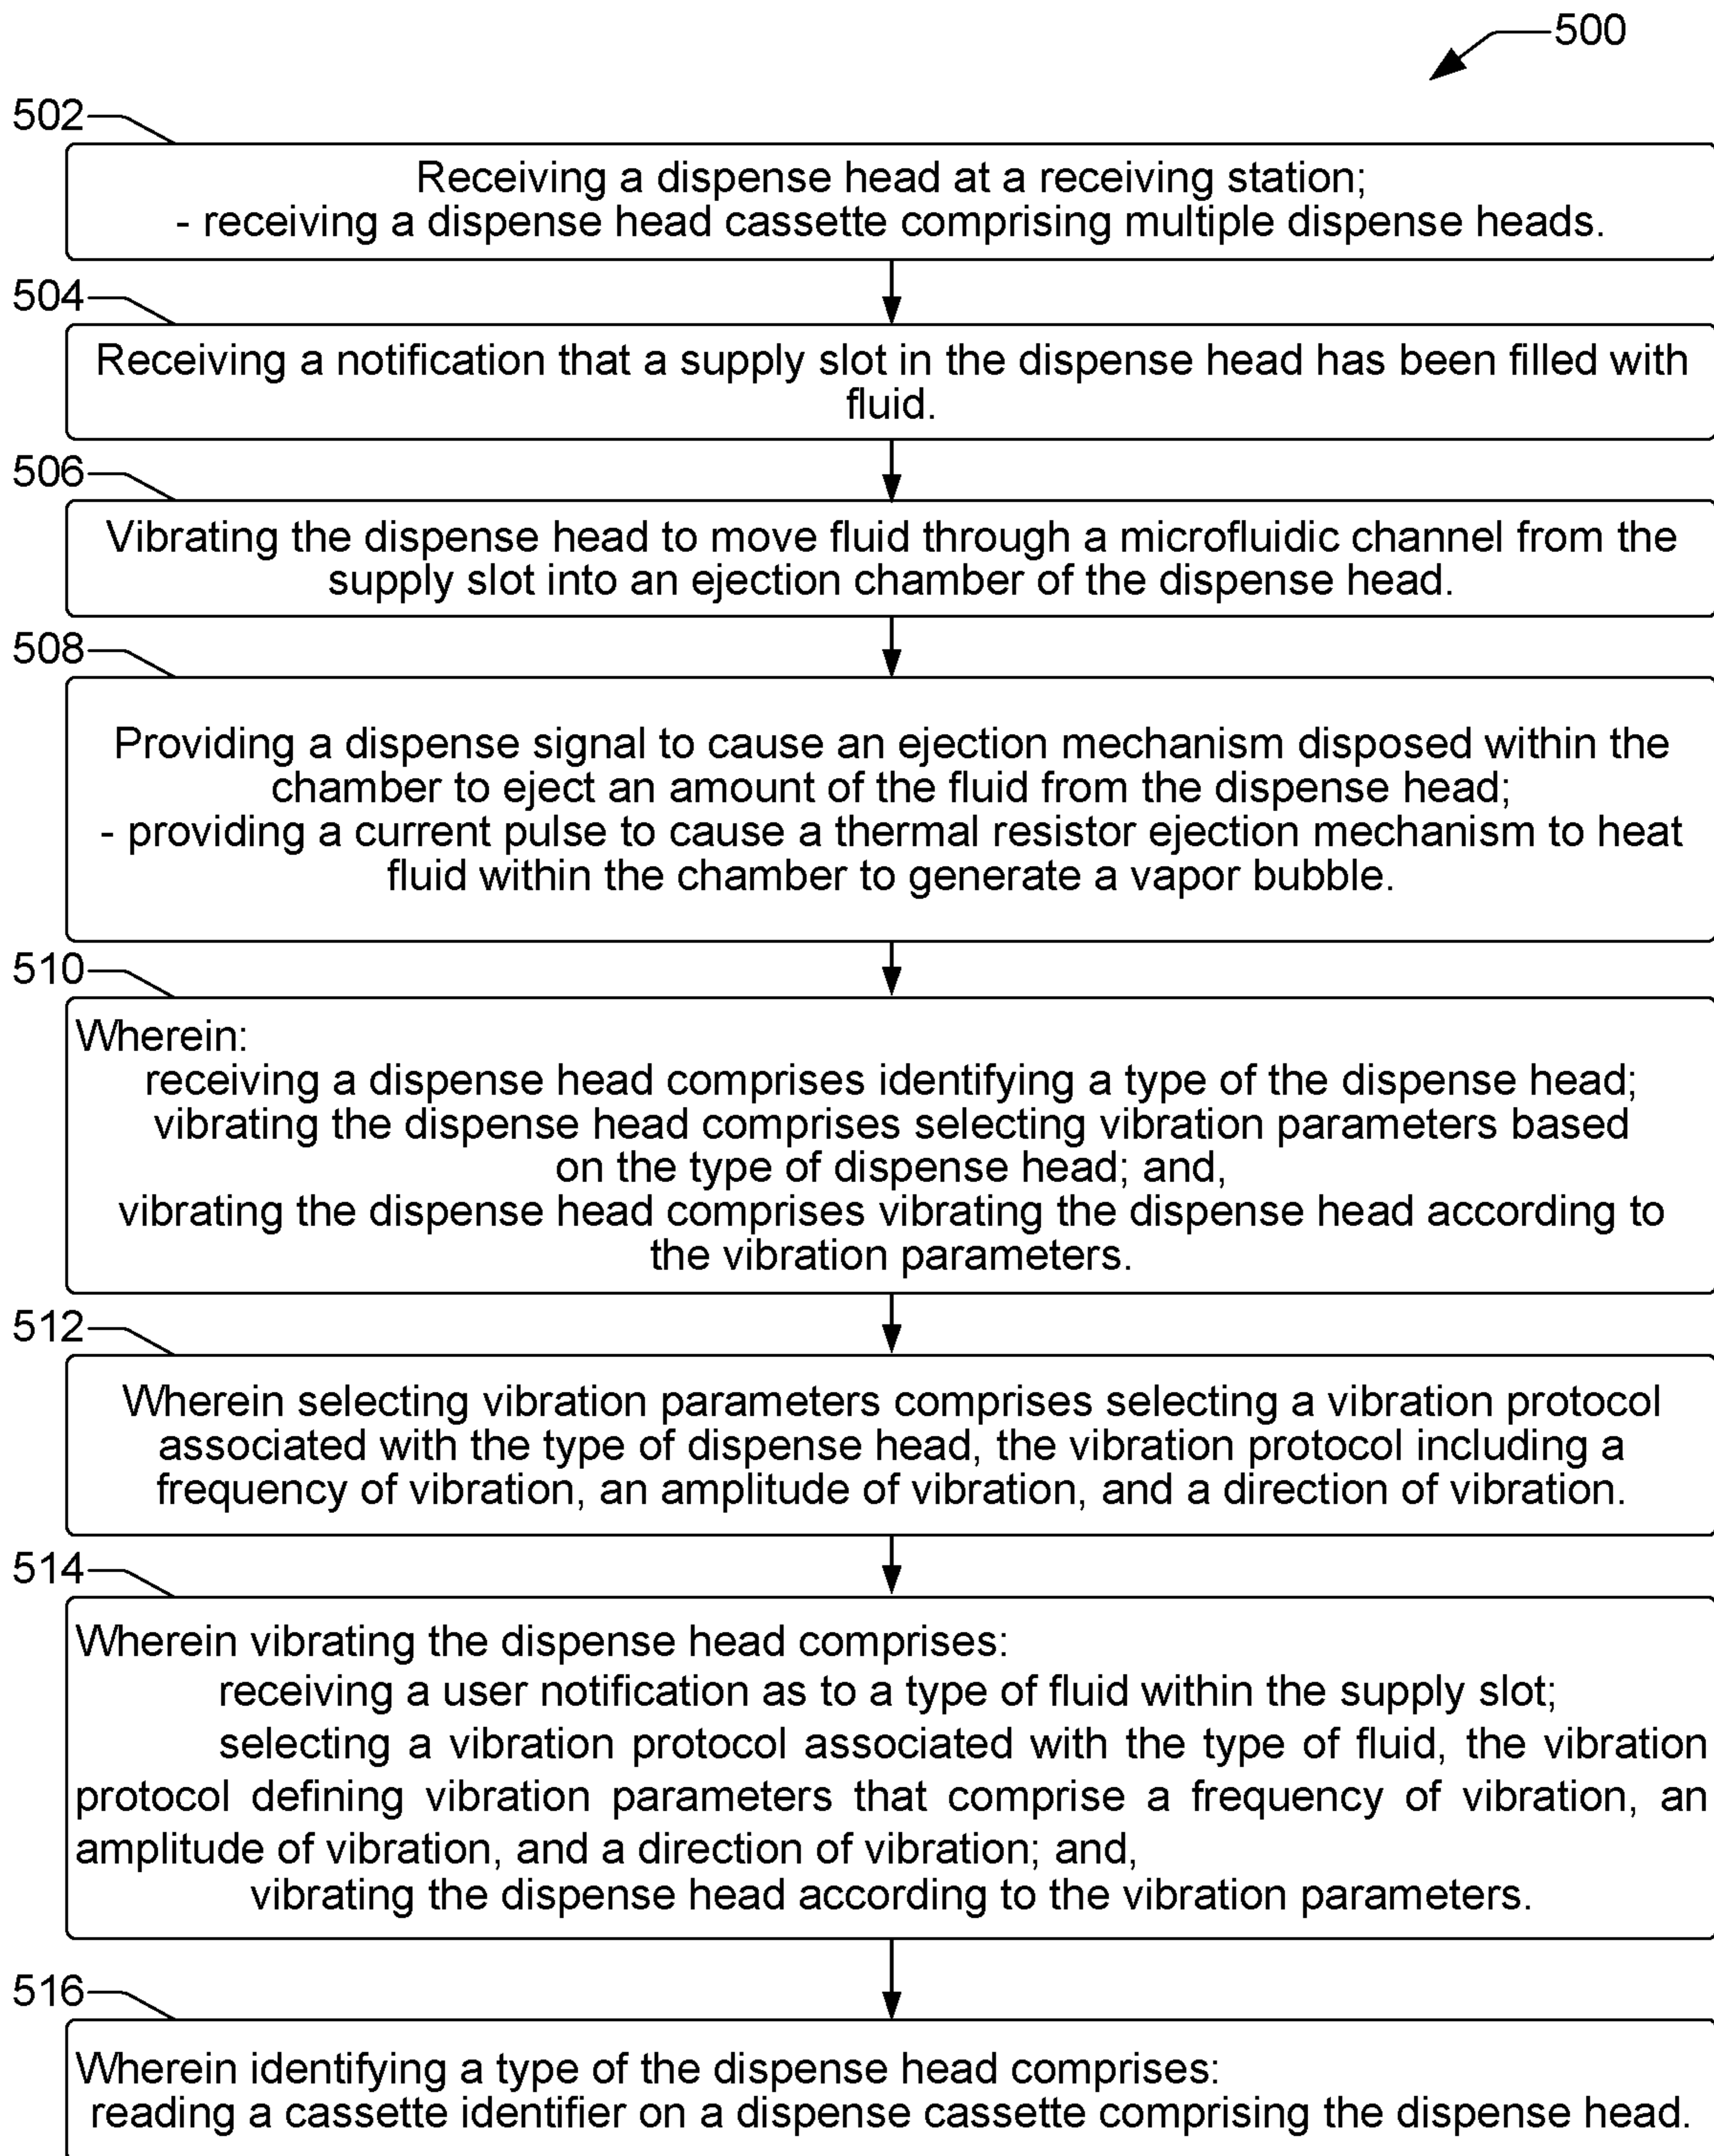 500
502
Receiving a dispense head at a receiving station;
- receiving a dispense head cassette comprising multiple dispense heads.
504
Receiving a notification that a supply slot in the dispense head has been filled with
fluid.
506
Vibrating the dispense head to move fluid through a microfluidic channel from the
supply slot into an ejection chamber of the dispense head.
508
Providing a dispense signal to cause an ejection mechanism disposed within the
chamber to eject an amount of the fluid from the dispense head;
- providing a current pulse to cause a thermal resistor ejection mechanism to heat
fluid within the chamber to generate a vapor bubble.
510
Wherein:
receiving a dispense head comprises identifying a type of the dispense head;
vibrating the dispense head comprises selecting vibration parameters based
on the type of dispense head; and,
vibrating the dispense head comprises vibrating the dispense head according to
the vibration parameters.
512
Wherein selecting vibration parameters comprises selecting a vibration protocol
associated with the type of dispense head, the vibration protocol including a
frequency of vibration, an amplitude of vibration, and a direction of vibration.
514
Wherein vibrating the dispense head comprises:
receiving a user notification as to a type of fluid within the supply slot;
selecting a vibration protocol associated with the type of fluid, the vibration
protocol defining vibration parameters that comprise a frequency of vibration, an
amplitude of vibration, and a direction of vibration; and,
vibrating the dispense head according to the vibration parameters.
516
Wherein identifying a type of the dispense head comprises:
reading a cassette identifier on a dispense cassette comprising the dispense head.